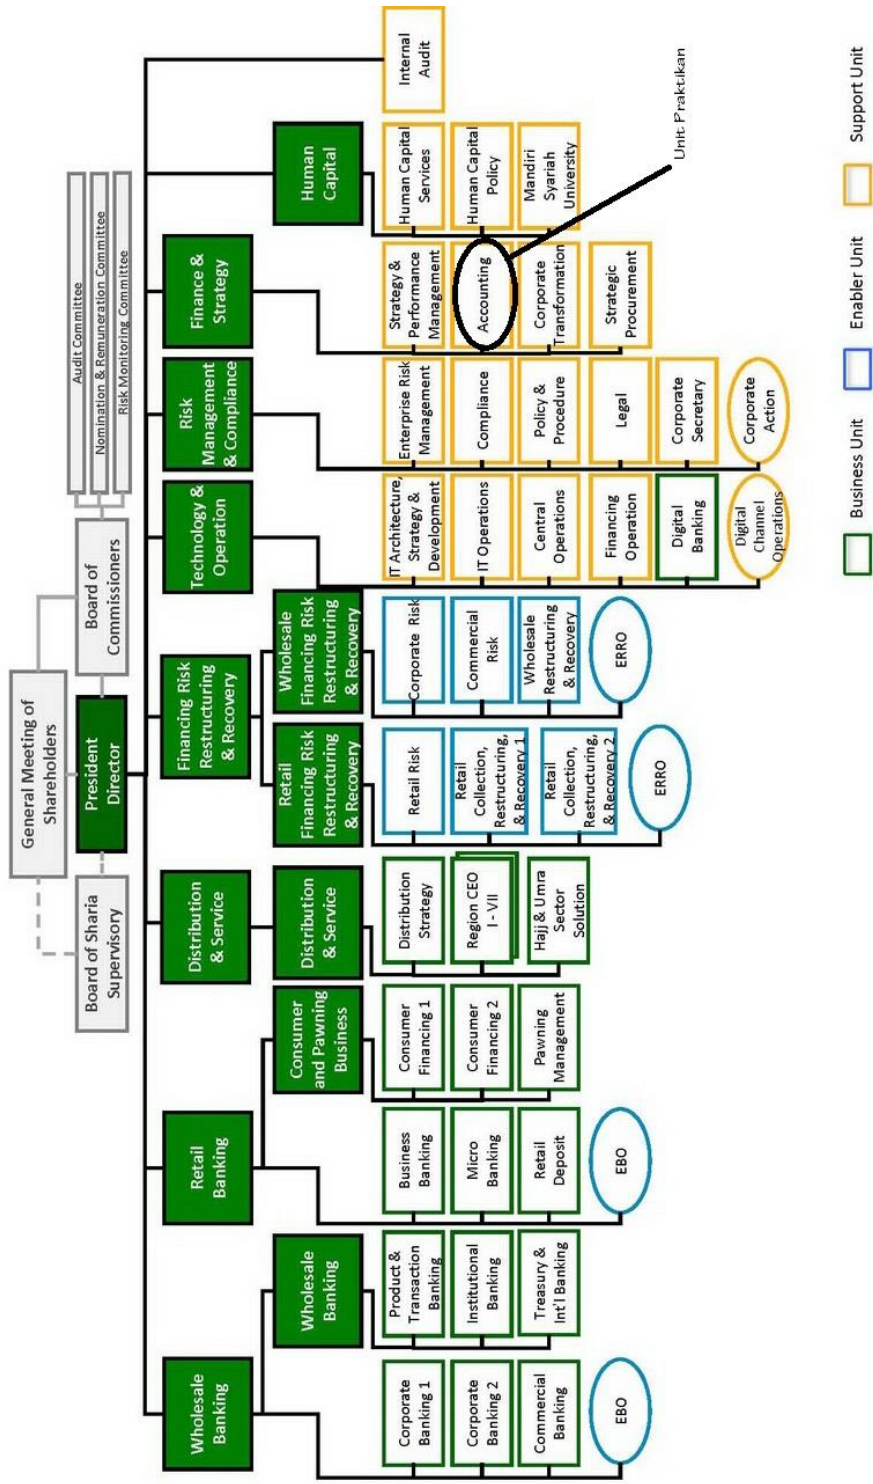 General Meeting of
Shareholders
Board of Sharia
Supervisory
President
Director
Board of
Commissioners
Audit Committee
Nomination & Remuneration Committee
Risk Monitoring Committee
Wholesale
Banking
Retail
Banking
Distribution
& Service
Financing Risk
Restructuring
& Recovery
Technology &
Operation
Risk
Management
& Compliance
Finance &
Strategy
Wholesale
Banking
Consumer
and Pawning
Business
Distribution
& Service
Retail
Financing Risk
Restructuring
& Recovery
Wholesale
Financing Risk
Restructuring
& Recovery
Human
Capital
Corporate
Banking 1
Corporate
Banking 2
Commercial
Banking
EBO
Product &
Transaction
Banking
Institutional
Banking
Treasury &
Int'l Banking
Business
Banking
Micro
Banking
Retail
Deposit
EBO
Consumer
Financing 1
Consumer
Financing 2
Pawning
Management
Distribution
Strategy
Region CEO
I - VII
Hajj & Umra
Sector
Solution
Retail Risk
Retail
Collection,
Restructuring,
& Recovery 1
Retail
Collection,
Restructuring,
& Recovery 2
ERRO
Corporate Risk
Commercial
Risk
Wholesale
Restructuring
& Recovery
ERRO
IT Architecture,
Strategy &
Development
IT Operations
Central
Operations
Financing
Operation
Digital
Banking
Digital
Channel
Operations
Enterprise Risk
Management
Compliance
Policy &
Procedure
Legal
Corporate
Secretary
Corporate
Action
Strategy &
Performance
Management
Accounting
Corporate
Transformation
Strategic
Procurement
Human Capital
Services
Human Capital
Policy
Mandiri
Syariah
University
Internal
Audit
Unit Praktikan
Business Unit
Enabler Unit
Support Unit